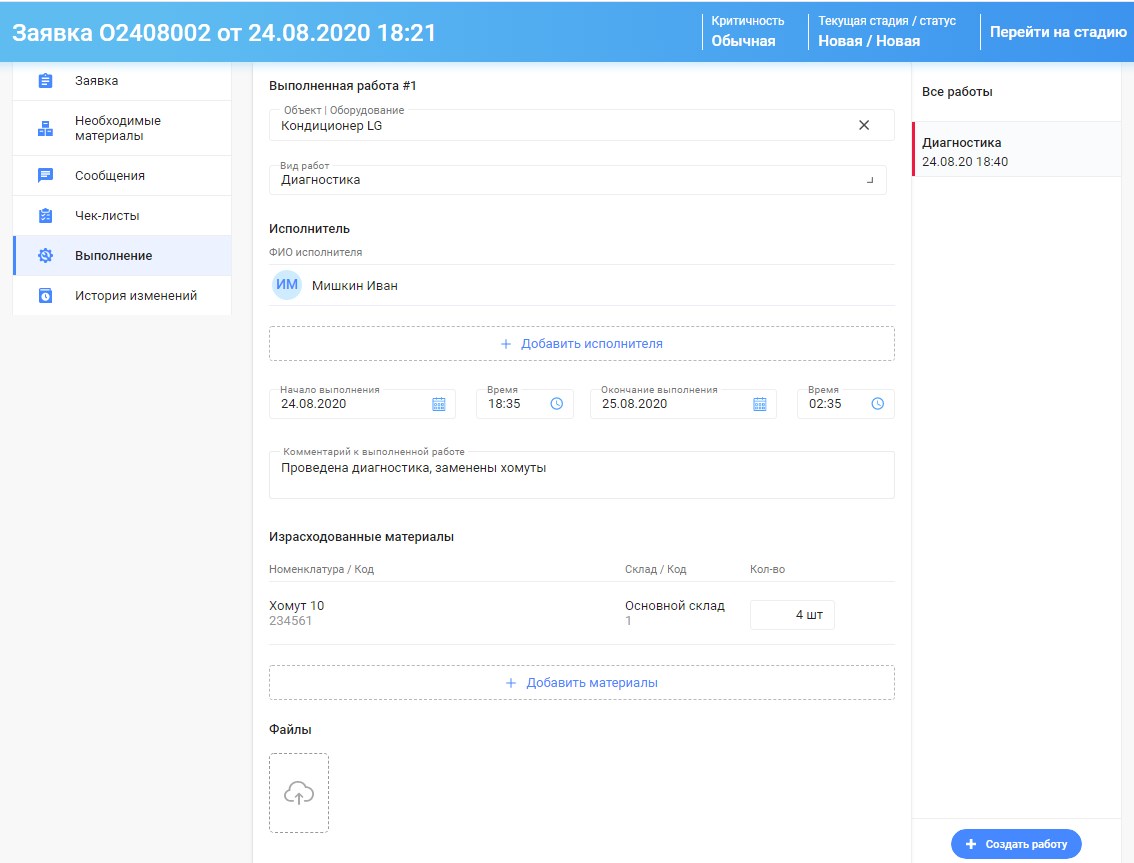 Заявка О2408002 от 24.08.2020 18:21
Критичность
Обычная
Текущая стадия / статус
Новая / Новая
Перейти на стадию
Заявка
Необходимые
материалы
Сообщения
Чек-листы
Выполнение
История изменений
Выполненная работа #1
Объект | Оборудование
Кондиционер LG
Вид работ
Диагностика
Исполнитель
ФИО исполнителя
ИМ Мишкин Иван
+ Добавить исполнителя
Начало выполнения Время Окончание выполнения Время
24.08.2020 18:35 25.08.2020 02:35
Комментарий к выполненной работе
Проведена диагностика, заменены хомуты
Израсходованные материалы
Номенклатура / Код Склад / Код Кол-во
Хомут 10 Основной склад 4 шт
234561 1
+ Добавить материалы
Файлы
Все работы
Диагностика
24.08.20 18:40
+ Создать работу